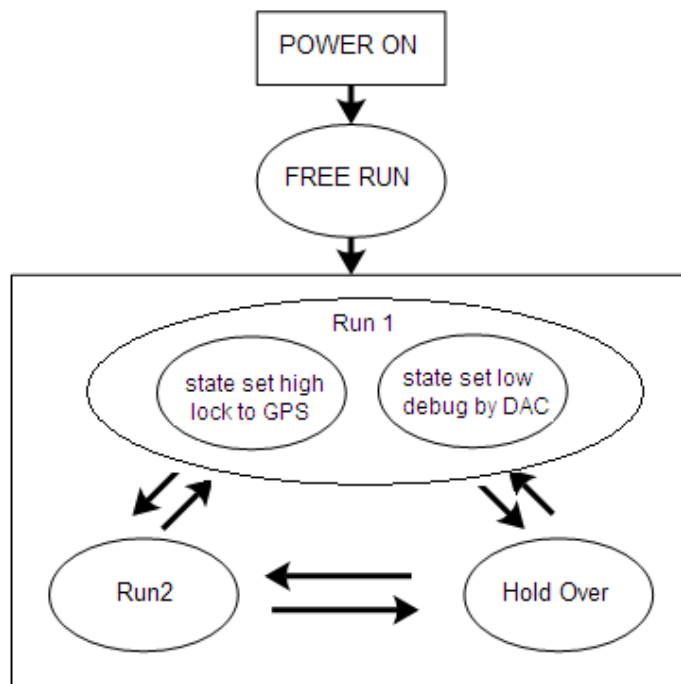 POWER ON
FREE RUN
Run 1
state set high
lock to GPS
state set low
debug by DAC
Run2
Hold Over